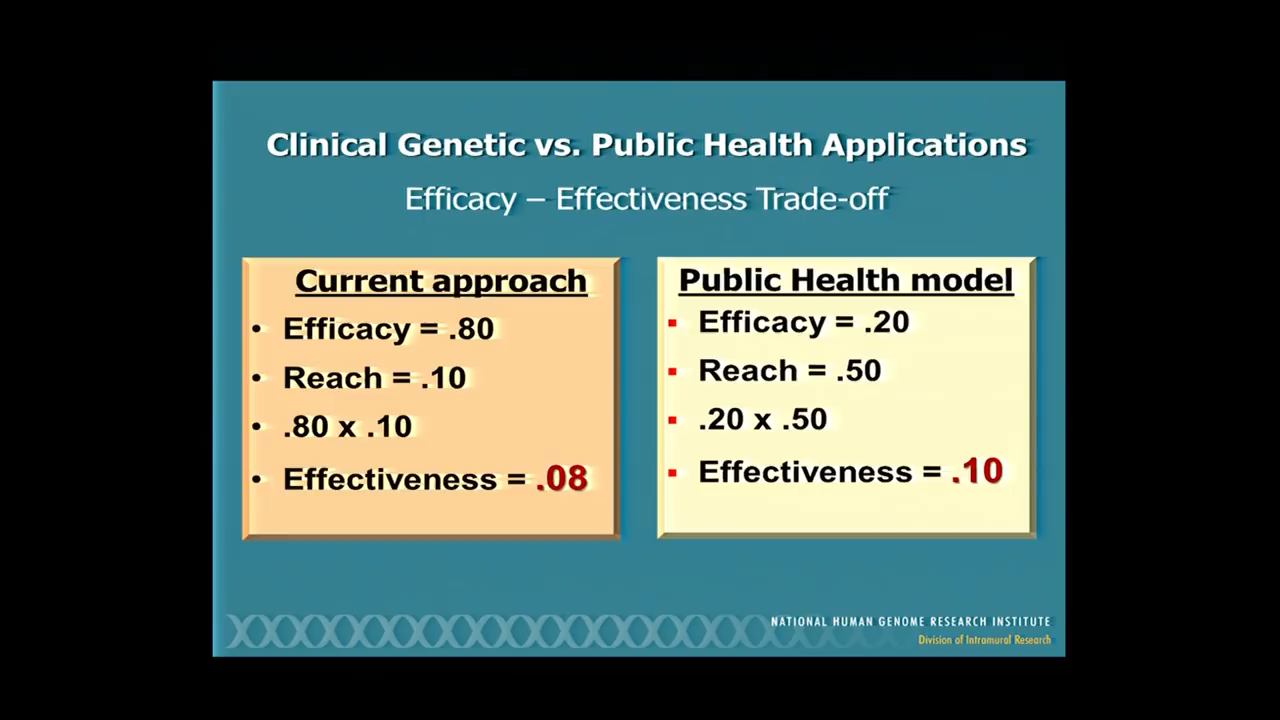 Clinical Genetic vs. Public Health Applications
Efficacy – Effectiveness Trade-off
Current approach
• Efficacy = .80
• Reach = .10
• .80 x .10
• Effectiveness = .08
Public Health model
▪ Efficacy = .20
▪ Reach = .50
▪ .20 x .50
▪ Effectiveness = .10
NATIONAL HUMAN GENOME RESEARCH INSTITUTE
Division of Intramural Research